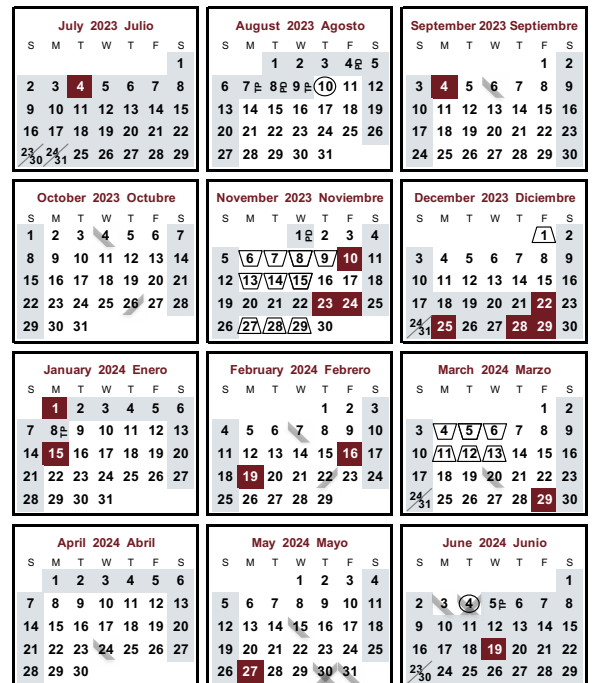 July 2023 Julio
S M T W T F S
1
2 3 4 5 6 7 8
9 10 11 12 13 14 15
16 17 18 19 20 21 22
23/30 24/31 25 26 27 28 29
August 2023 Agosto
S M T W T F S
1 2 3 4 PD 5
6 7 TP 8 PD 9 TP 10 11 12
13 14 15 16 17 18 19
20 21 22 23 24 25 26
27 28 29 30 31
September 2023 Septiembre
S M T W T F S
1 2
3 4 5 6 7 8 9
10 11 12 13 14 15 16
17 18 19 20 21 22 23
24 25 26 27 28 29 30
October 2023 Octubre
S M T W T F S
1 2 3 4 5 6 7
8 9 10 11 12 13 14
15 16 17 18 19 20 21
22 23 24 25 26 27 28
29 30 31
November 2023 Noviembre
S M T W T F S
1 PD 2 3 4
5 6 7 8 9 10 11
12 13 14 15 16 17 18
19 20 21 22 23 24 25
26 27 28 29 30
December 2023 Diciembre
S M T W T F S
1 2
3 4 5 6 7 8 9
10 11 12 13 14 15 16
17 18 19 20 21 22 23
24/31 25 26 27 28 29 30
January 2024 Enero
S M T W T F S
1 2 3 4 5 6
7 8 TP 9 10 11 12 13
14 15 16 17 18 19 20
21 22 23 24 25 26 27
28 29 30 31
February 2024 Febrero
S M T W T F S
1 2 3
4 5 6 7 8 9 10
11 12 13 14 15 16 17
18 19 20 21 22 23 24
25 26 27 28 29
March 2024 Marzo
S M T W T F S
1 2
3 4 5 6 7 8 9
10 11 12 13 14 15 16
17 18 19 20 21 22 23
24/31 25 26 27 28 29 30
April 2024 Abril
S M T W T F S
1 2 3 4 5 6
7 8 9 10 11 12 13
14 15 16 17 18 19 20
21 22 23 24 25 26 27
28 29 30
May 2024 Mayo
S M T W T F S
1 2 3 4
5 6 7 8 9 10 11
12 13 14 15 16 17 18
19 20 21 22 23 24 25
26 27 28 29 30 31
June 2024 Junio
S M T W T F S
1
2 3 4 5 TP 6 7 8
9 10 11 12 13 14 15
16 17 18 19 20 21 22
23/30 24 25 26 27 28 29